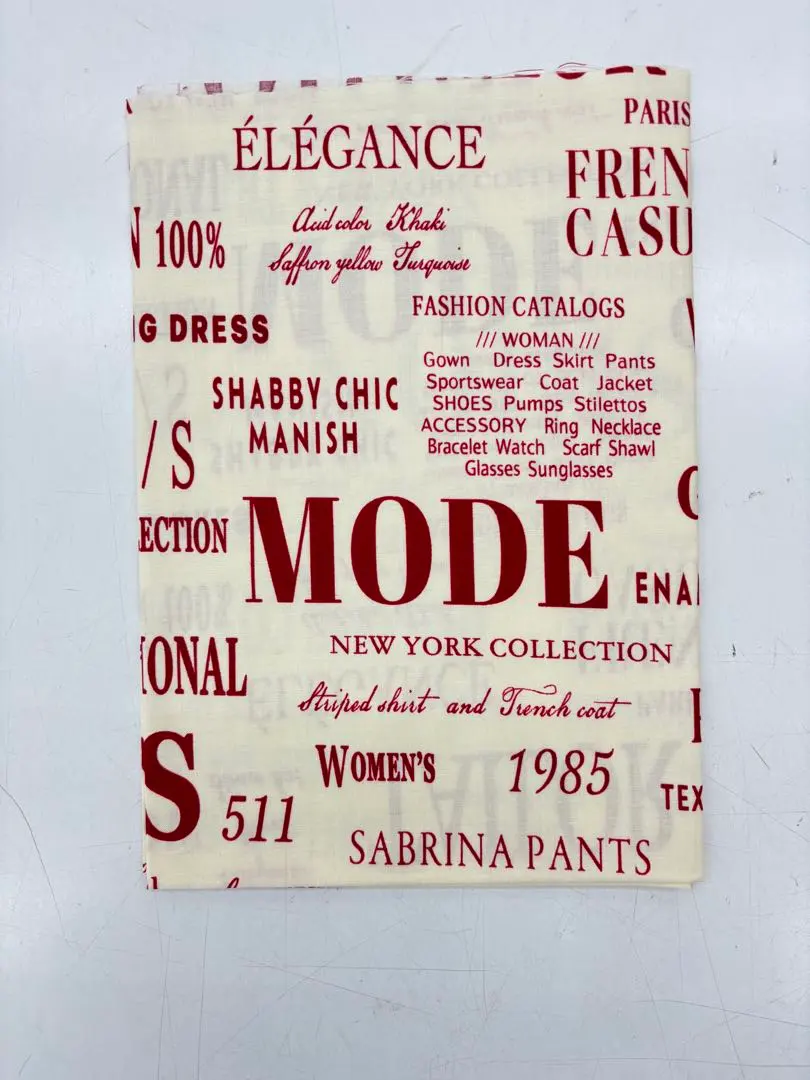 PARIS
ÉLÉGANCE
FREN
CASU
Acid color Khaki
Saffron yellow Turquoise
N 100%
FASHION CATALOGS
G DRESS
/// WOMAN ///
Gown Dress Skirt Pants
Sportswear Coat Jacket
SHOES Pumps Stilettos
ACCESSORY Ring Necklace
Bracelet Watch Scarf Shawl
Glasses Sunglasses
SHABBY CHIC
MANISH
/S
ECTION
MODE
ENA
NEW YORK COLLECTION
IONAL
Striped shirt and Trench coat
WOMEN'S
1985
S 511
TEX
SABRINA PANTS